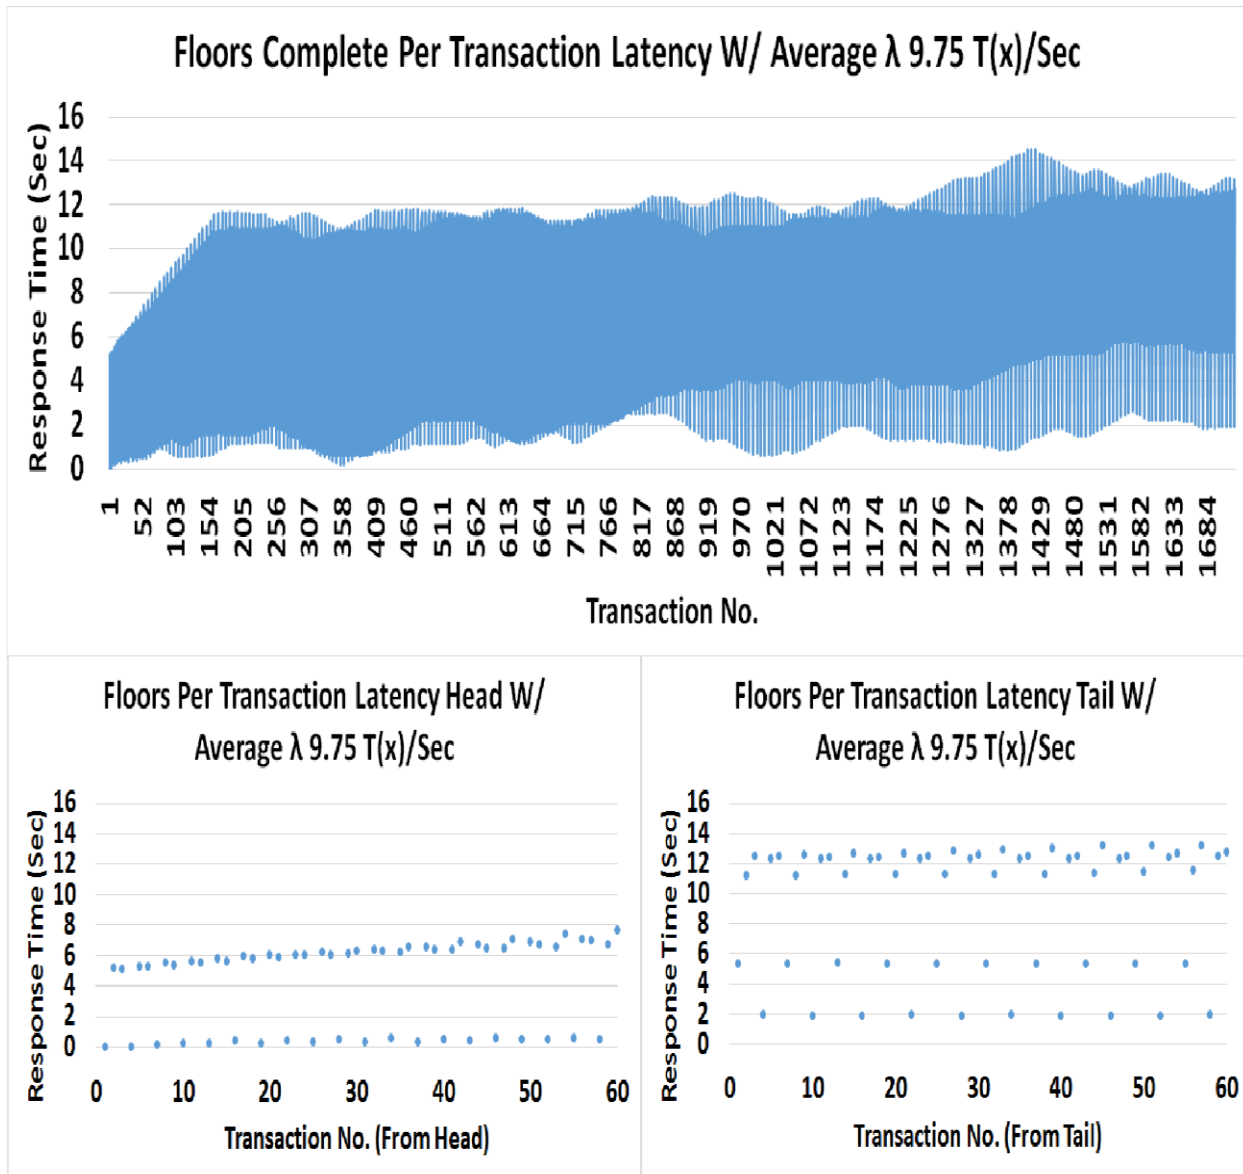 Floors Complete Per Transaction Latency W/ Average λ 9.75 T(x)/Sec
Response Time (Sec)
16
14
12
10
8
6
4
2
0
1 52 103 154 205 256 307 358 409 460 511 562 613 664 715 766 817 868 919 970 1021 1072 1123 1174 1225 1276 1327 1378 1429 1480 1531 1582 1633 1684
Transaction No.
Floors Per Transaction Latency Head W/
Average λ 9.75 T(x)/Sec
Response Time (Sec)
16
14
12
10
8
6
4
2
0
0 10 20 30 40 50 60
Transaction No. (From Head)
Floors Per Transaction Latency Tail W/
Average λ 9.75 T(x)/Sec
Response Time (Sec)
16
14
12
10
8
6
4
2
0
0 10 20 30 40 50 60
Transaction No. (From Tail)